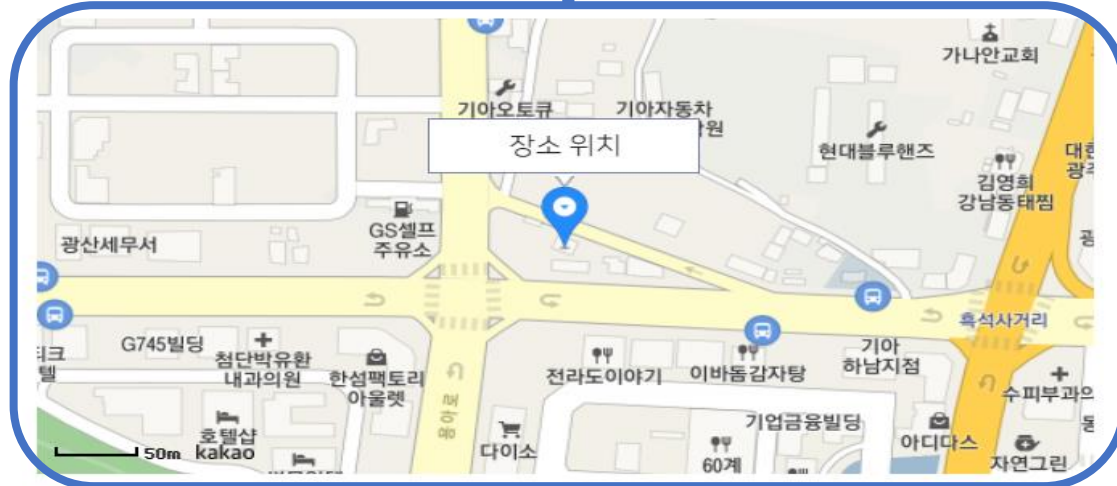 가나안교회
기아오토큐
기아자동차
학원
장소 위치
현대블루핸즈
김영희
강남동태찜
GS셀프
주유소
광산세무서
흑석사거리
G745빌딩
첨단박유환
내과의원
한섬팩토리
아울렛
전라도이야기
이바돔감자탕
기아
하남지점
수피부과의
용아로
호텔샵
다이소
기업금융빌딩
60계
아디다스
자연그린
50m kakao